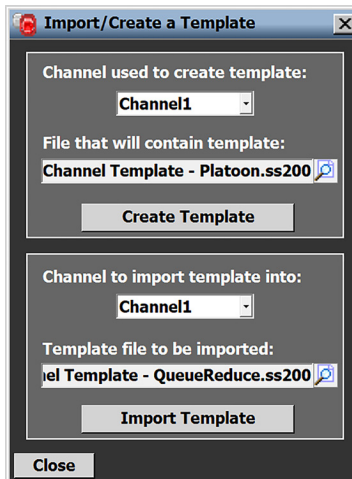 Import/Create a Template
Channel used to create template:
Channel1
File that will contain template:
Channel Template - Platoon.ss200
Create Template
Channel to import template into:
Channel1
Template file to be imported:
nel Template - QueueReduce.ss200
Import Template
Close